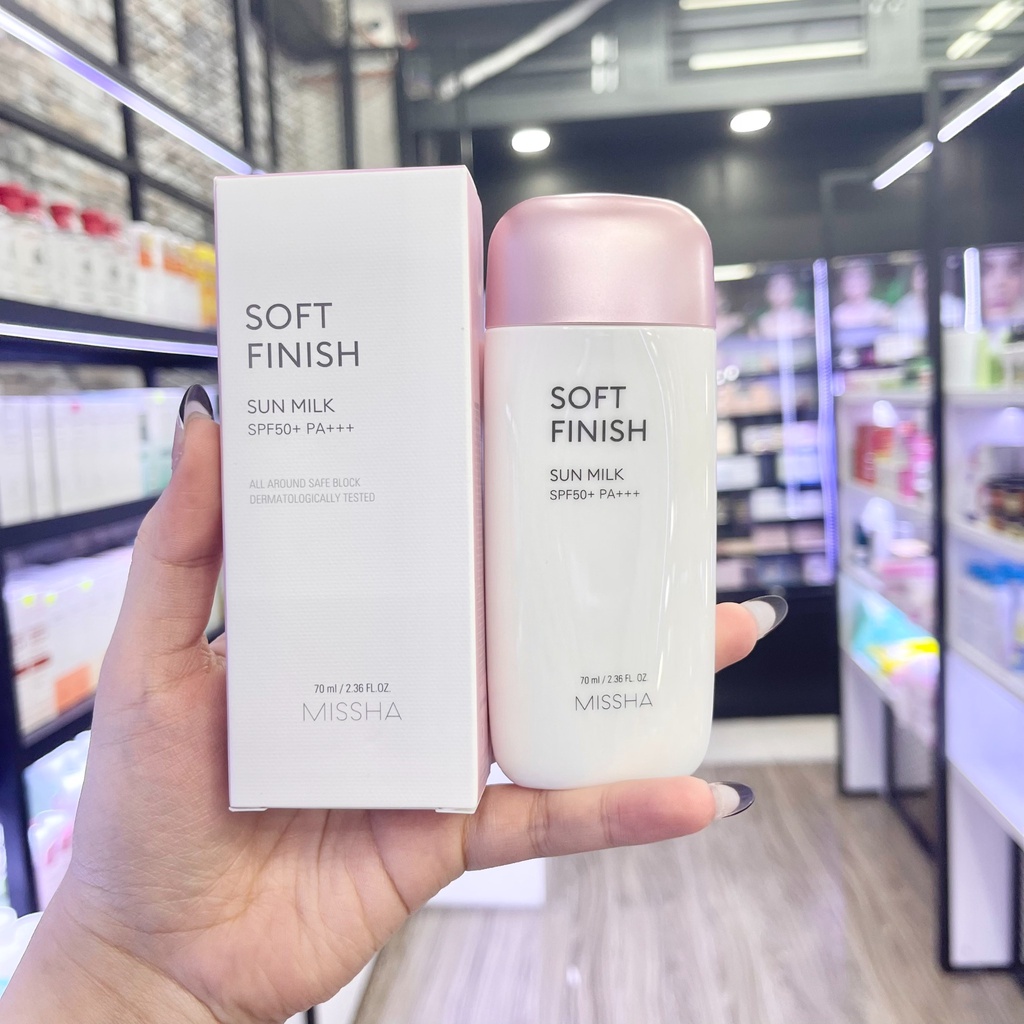 SOFT
FINISH
SUN MILK
SPF50+ PA+++
ALL AROUND SAFE BLOCK
DERMATOLOGICALLY TESTED
70 ml / 2.36 FL.OZ.
MISSHA
SOFT
FINISH
SUN MILK
SPF50+ PA+++
70 ml / 2.36 FL. OZ
MISSHA